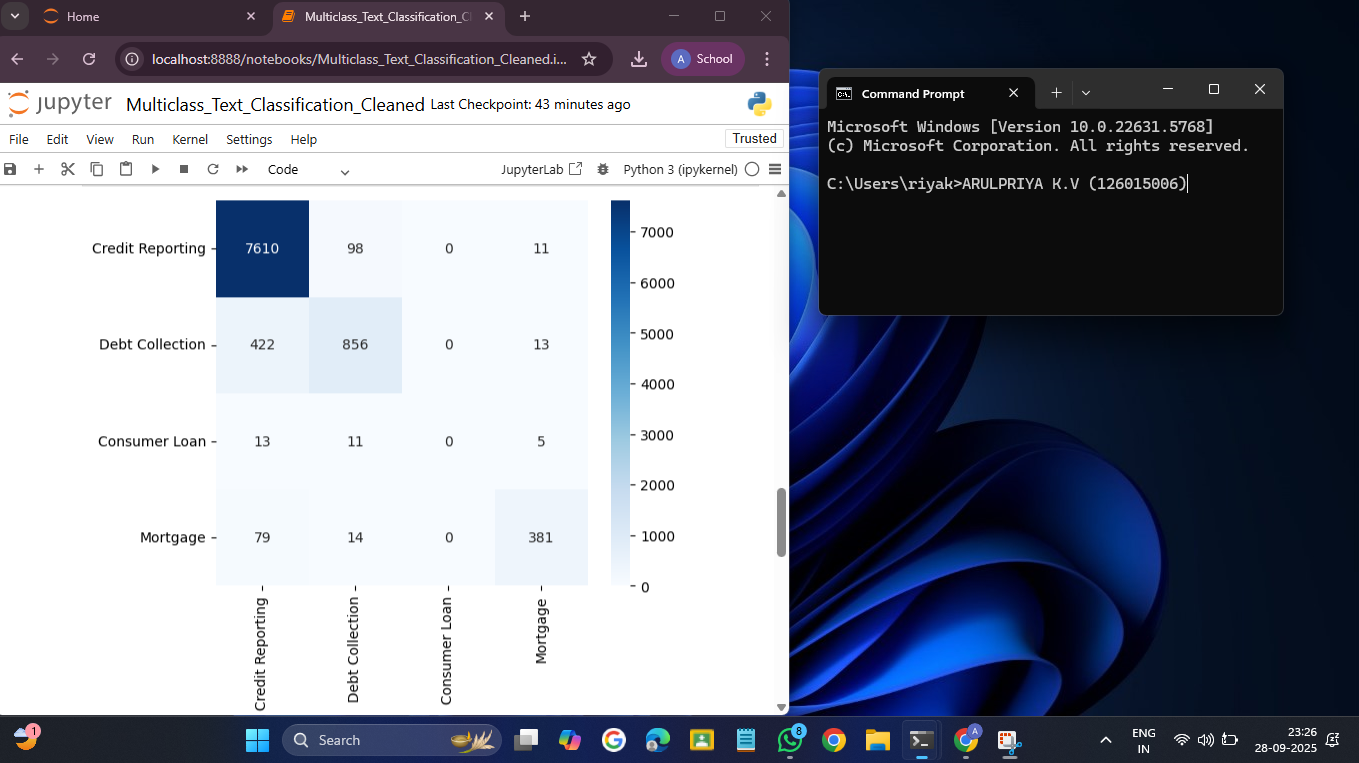 Home
Multiclass_Text_Classification_C
localhost:8888/notebooks/Multiclass_Text_Classification_Cleaned.i...
A School
jupyter Multiclass_Text_Classification_Cleaned Last Checkpoint: 43 minutes ago
File Edit View Run Kernel Settings Help Trusted
Code JupyterLab Python 3 (ipykernel)
Credit Reporting 7610 98 0 11
Debt Collection 422 856 0 13
Consumer Loan 13 11 0 5
Mortgage 79 14 0 381
7000
6000
5000
4000
3000
2000
1000
0
Credit Reporting
Debt Collection
Consumer Loan
Mortgage
Command Prompt
Microsoft Windows [Version 10.0.22631.5768]
(c) Microsoft Corporation. All rights reserved.
C:\Users\riyak>ARULPRIYA K.V (126015006)
1
Search
8
A
ENG
IN
23:26
28-09-2025